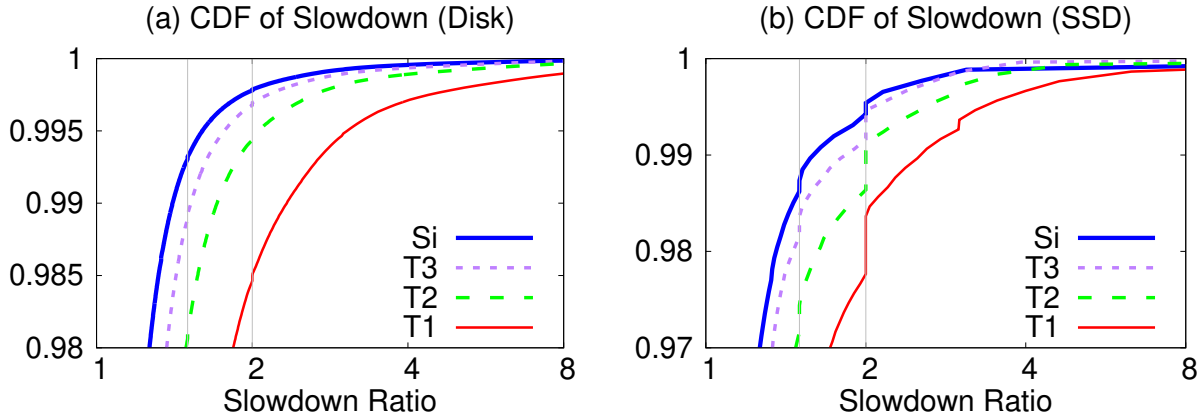 (a) CDF of Slowdown (Disk)
1
0.995
0.99
0.985
0.98
Si
T3
T2
T1
1 2 4 8
Slowdown Ratio
(b) CDF of Slowdown (SSD)
1
0.99
0.98
0.97
Si
T3
T2
T1
1 2 4 8
Slowdown Ratio